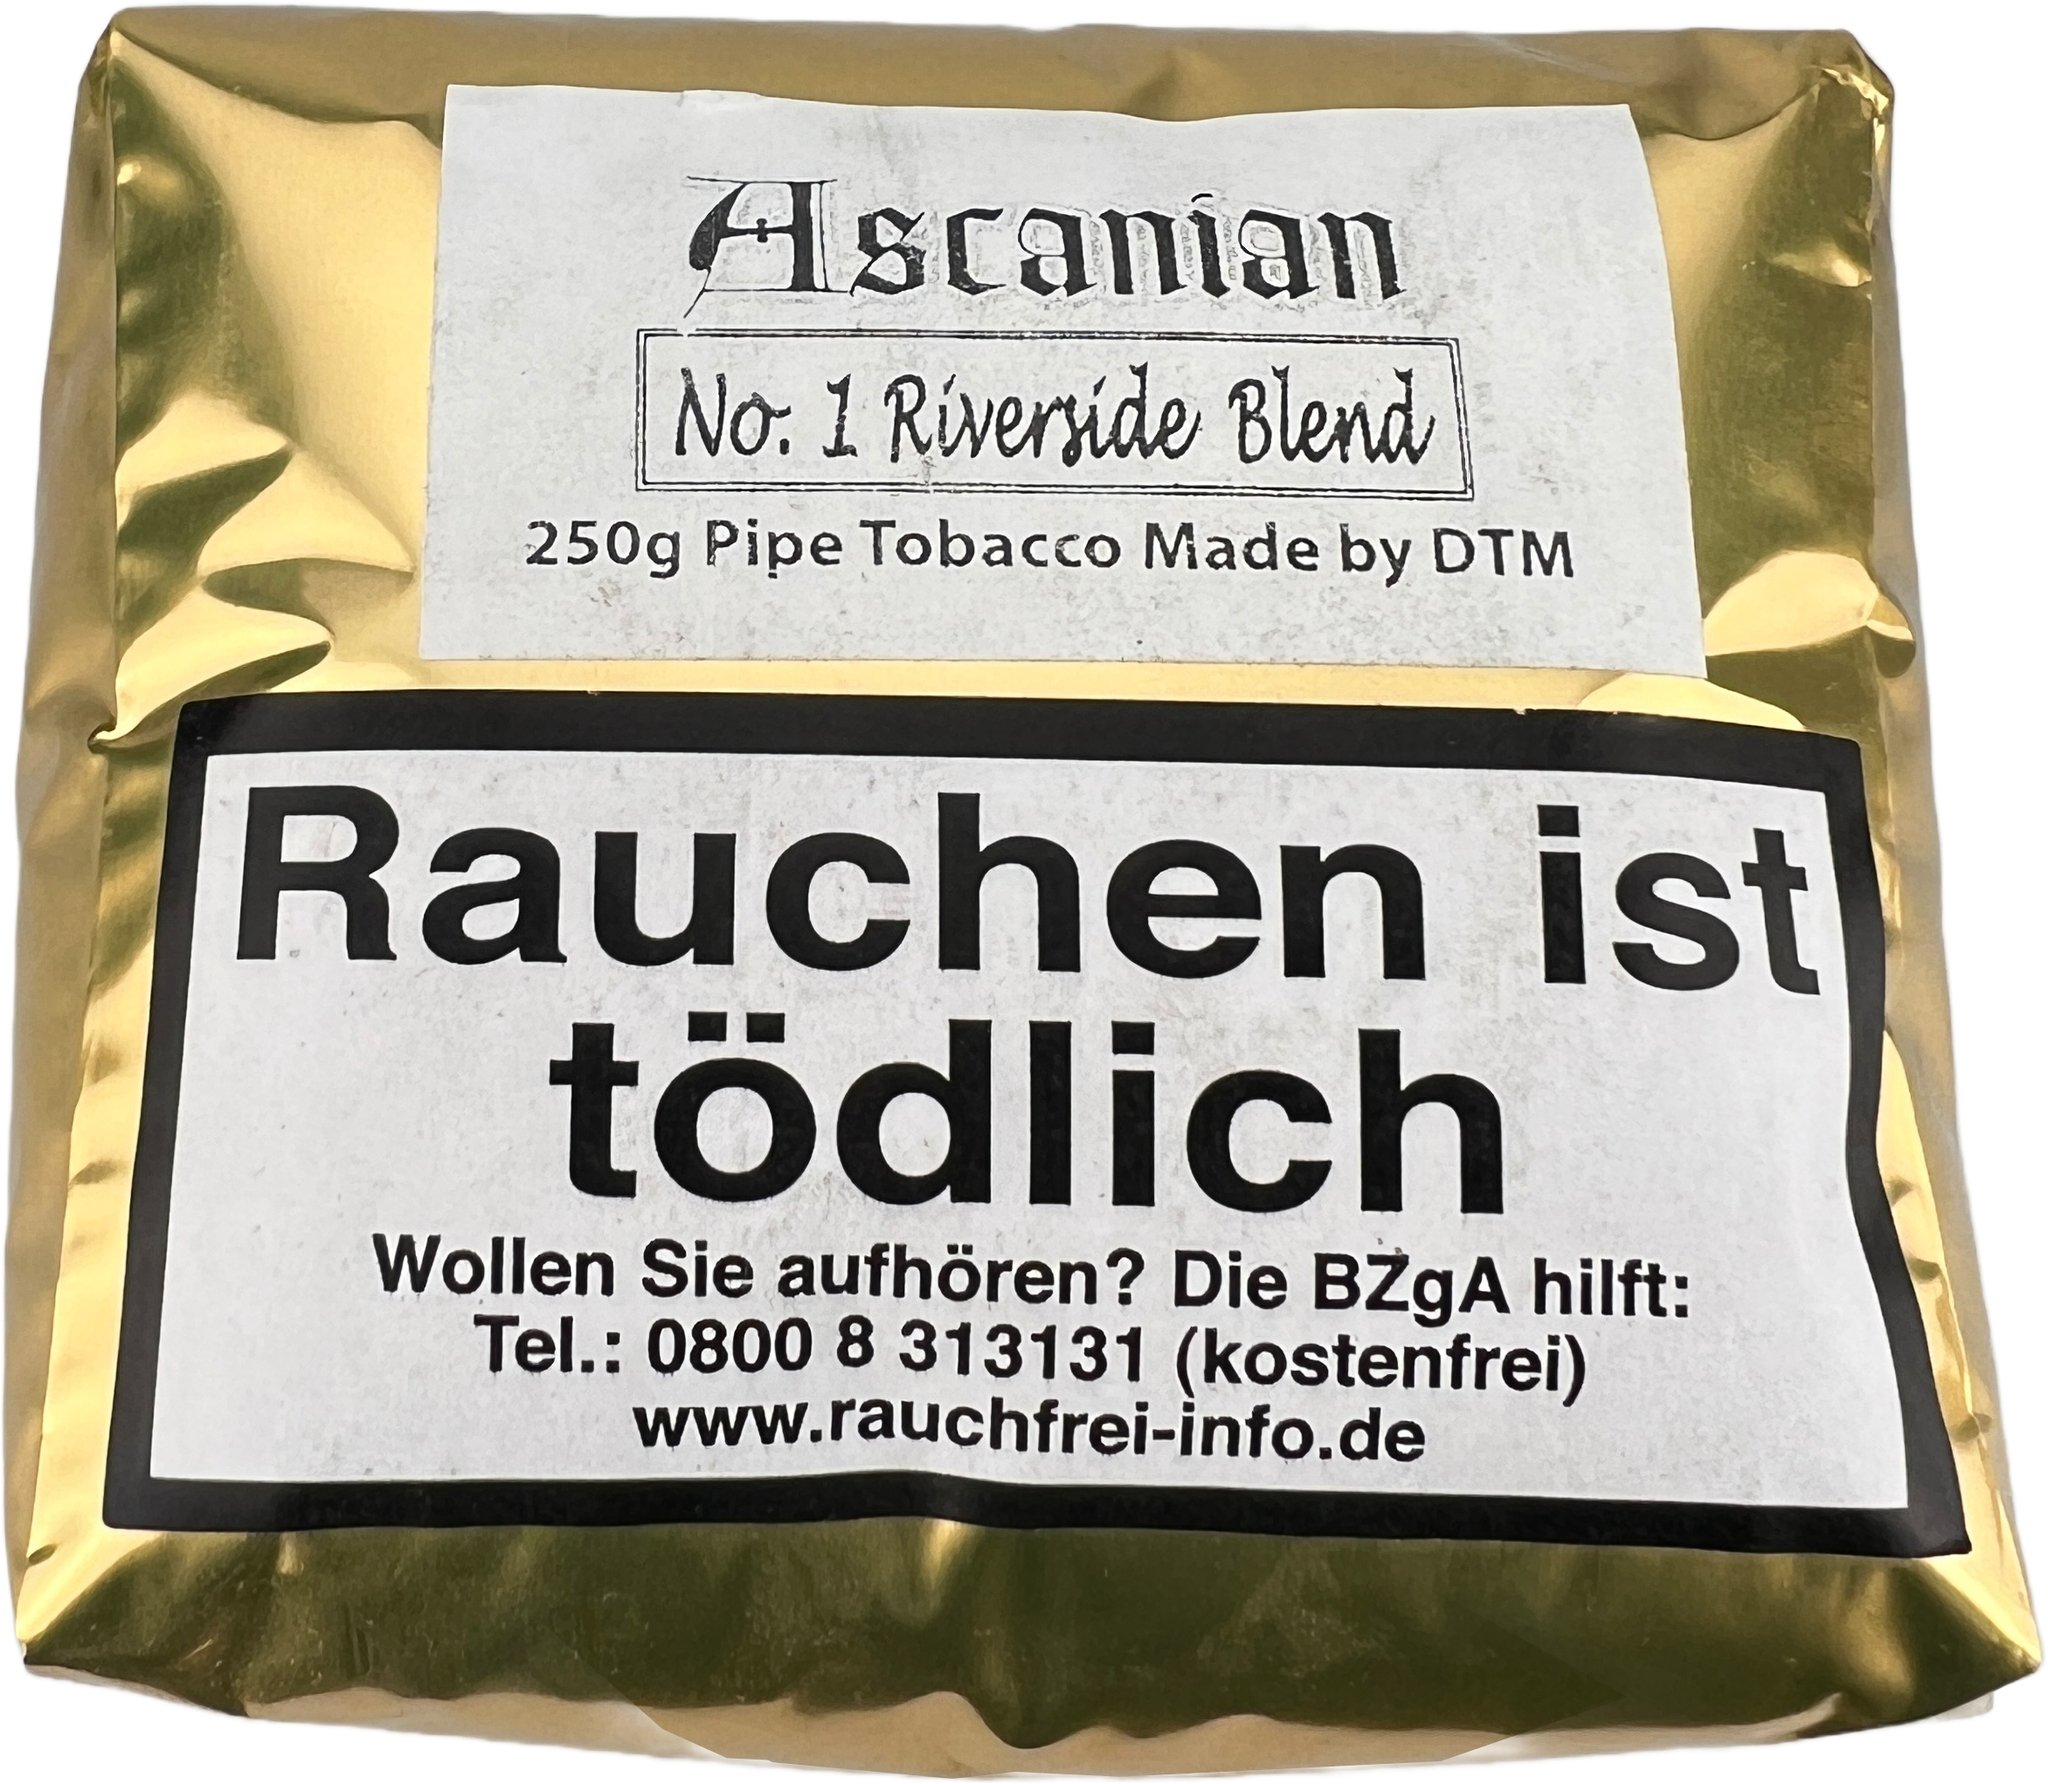 Ascanian
No. 1 Riverside Blend
250g Pipe Tobacco Made by DTM
Rauchen ist
tödlich
Wollen Sie aufhören? Die BZgA hilft:
Tel.: 0800 8 313131 (kostenfrei)
www.rauchfrei-info.de